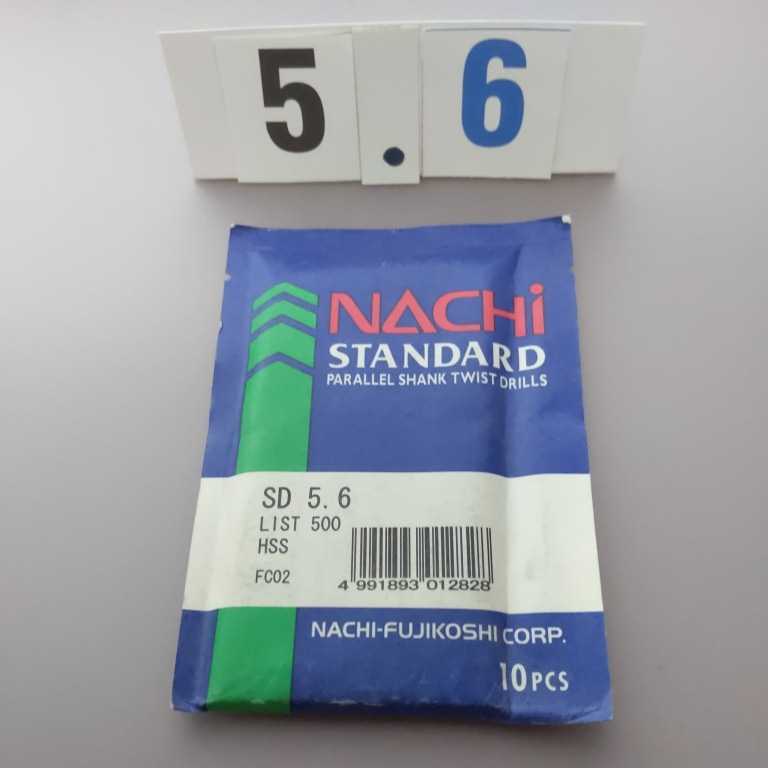 5.6
NACHi
STANDARD
PARALLEL SHANK TWIST DRILLS
SD 5.6
LIST 500
HSS
FC02
4 991893 012828
NACHI-FUJIKOSHI CORP.
10PCS